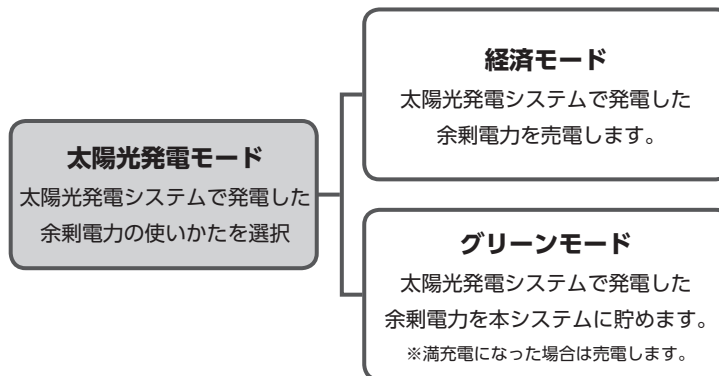 太陽光発電モード
太陽光発電システムで発電した
余剰電力の使いかたを選択
経済モード
太陽光発電システムで発電した
余剰電力を売電します。
グリーンモード
太陽光発電システムで発電した
余剰電力を本システムに貯めます。
※満充電になった場合は売電します。